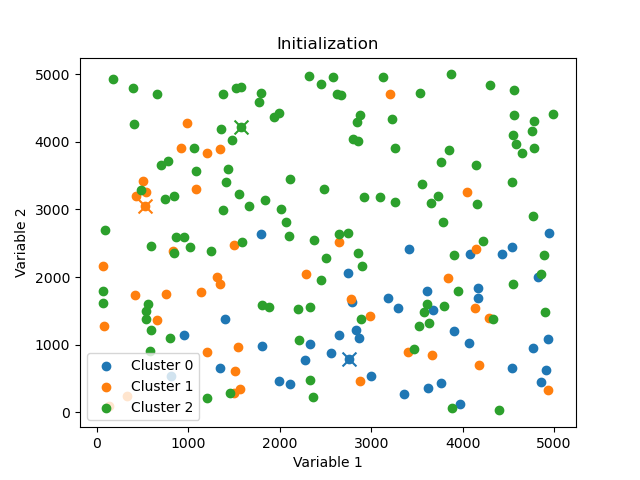 Initialization
5000
4000
3000
2000
1000
0
Variable 2
Cluster 0
Cluster 1
Cluster 2
0 1000 2000 3000 4000 5000
Variable 1